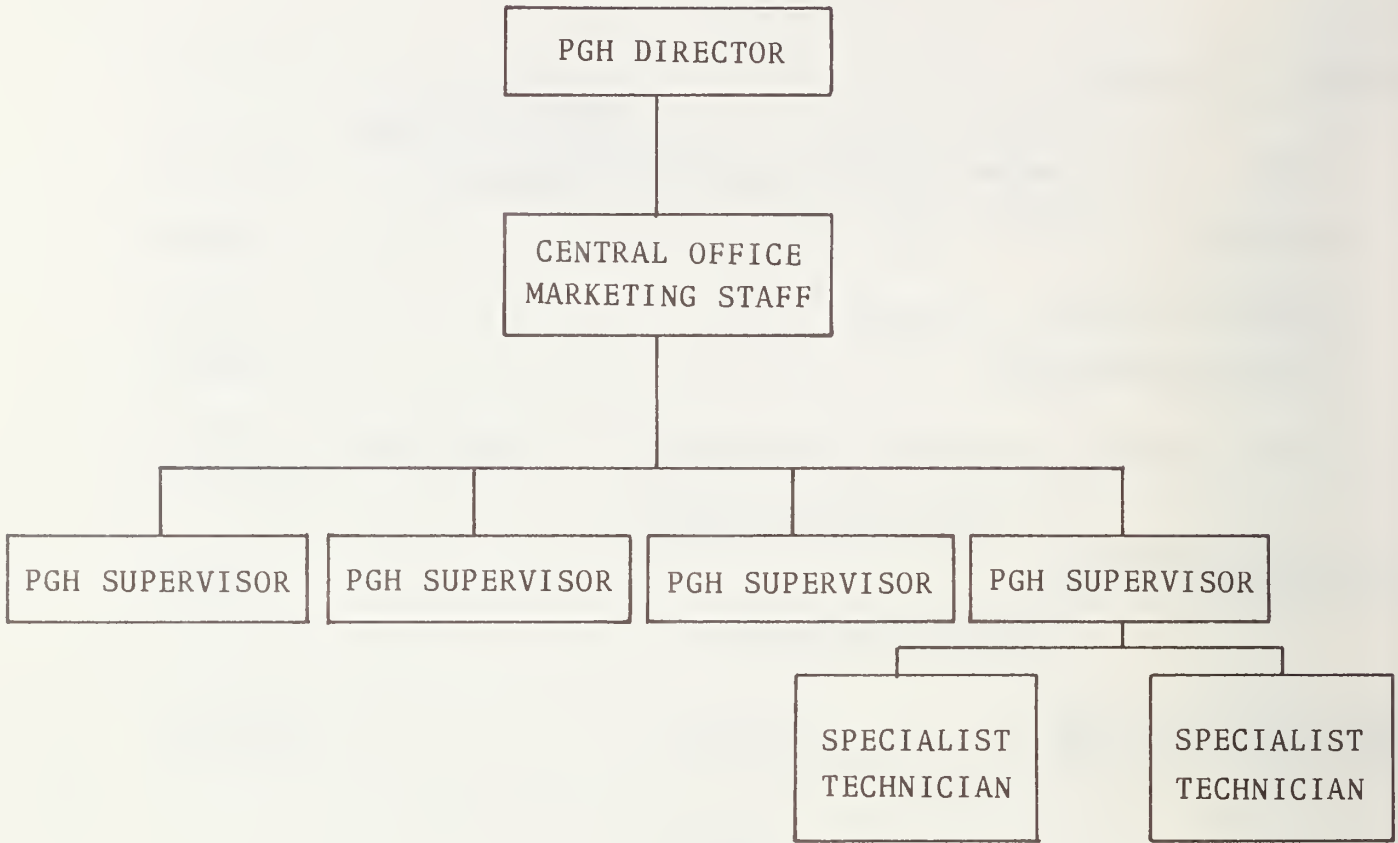 PGH DIRECTOR
CENTRAL OFFICE
MARKETING STAFF
PGH SUPERVISOR
PGH SUPERVISOR
PGH SUPERVISOR
PGH SUPERVISOR
SPECIALIST
TECHNICIAN
SPECIALIST
TECHNICIAN